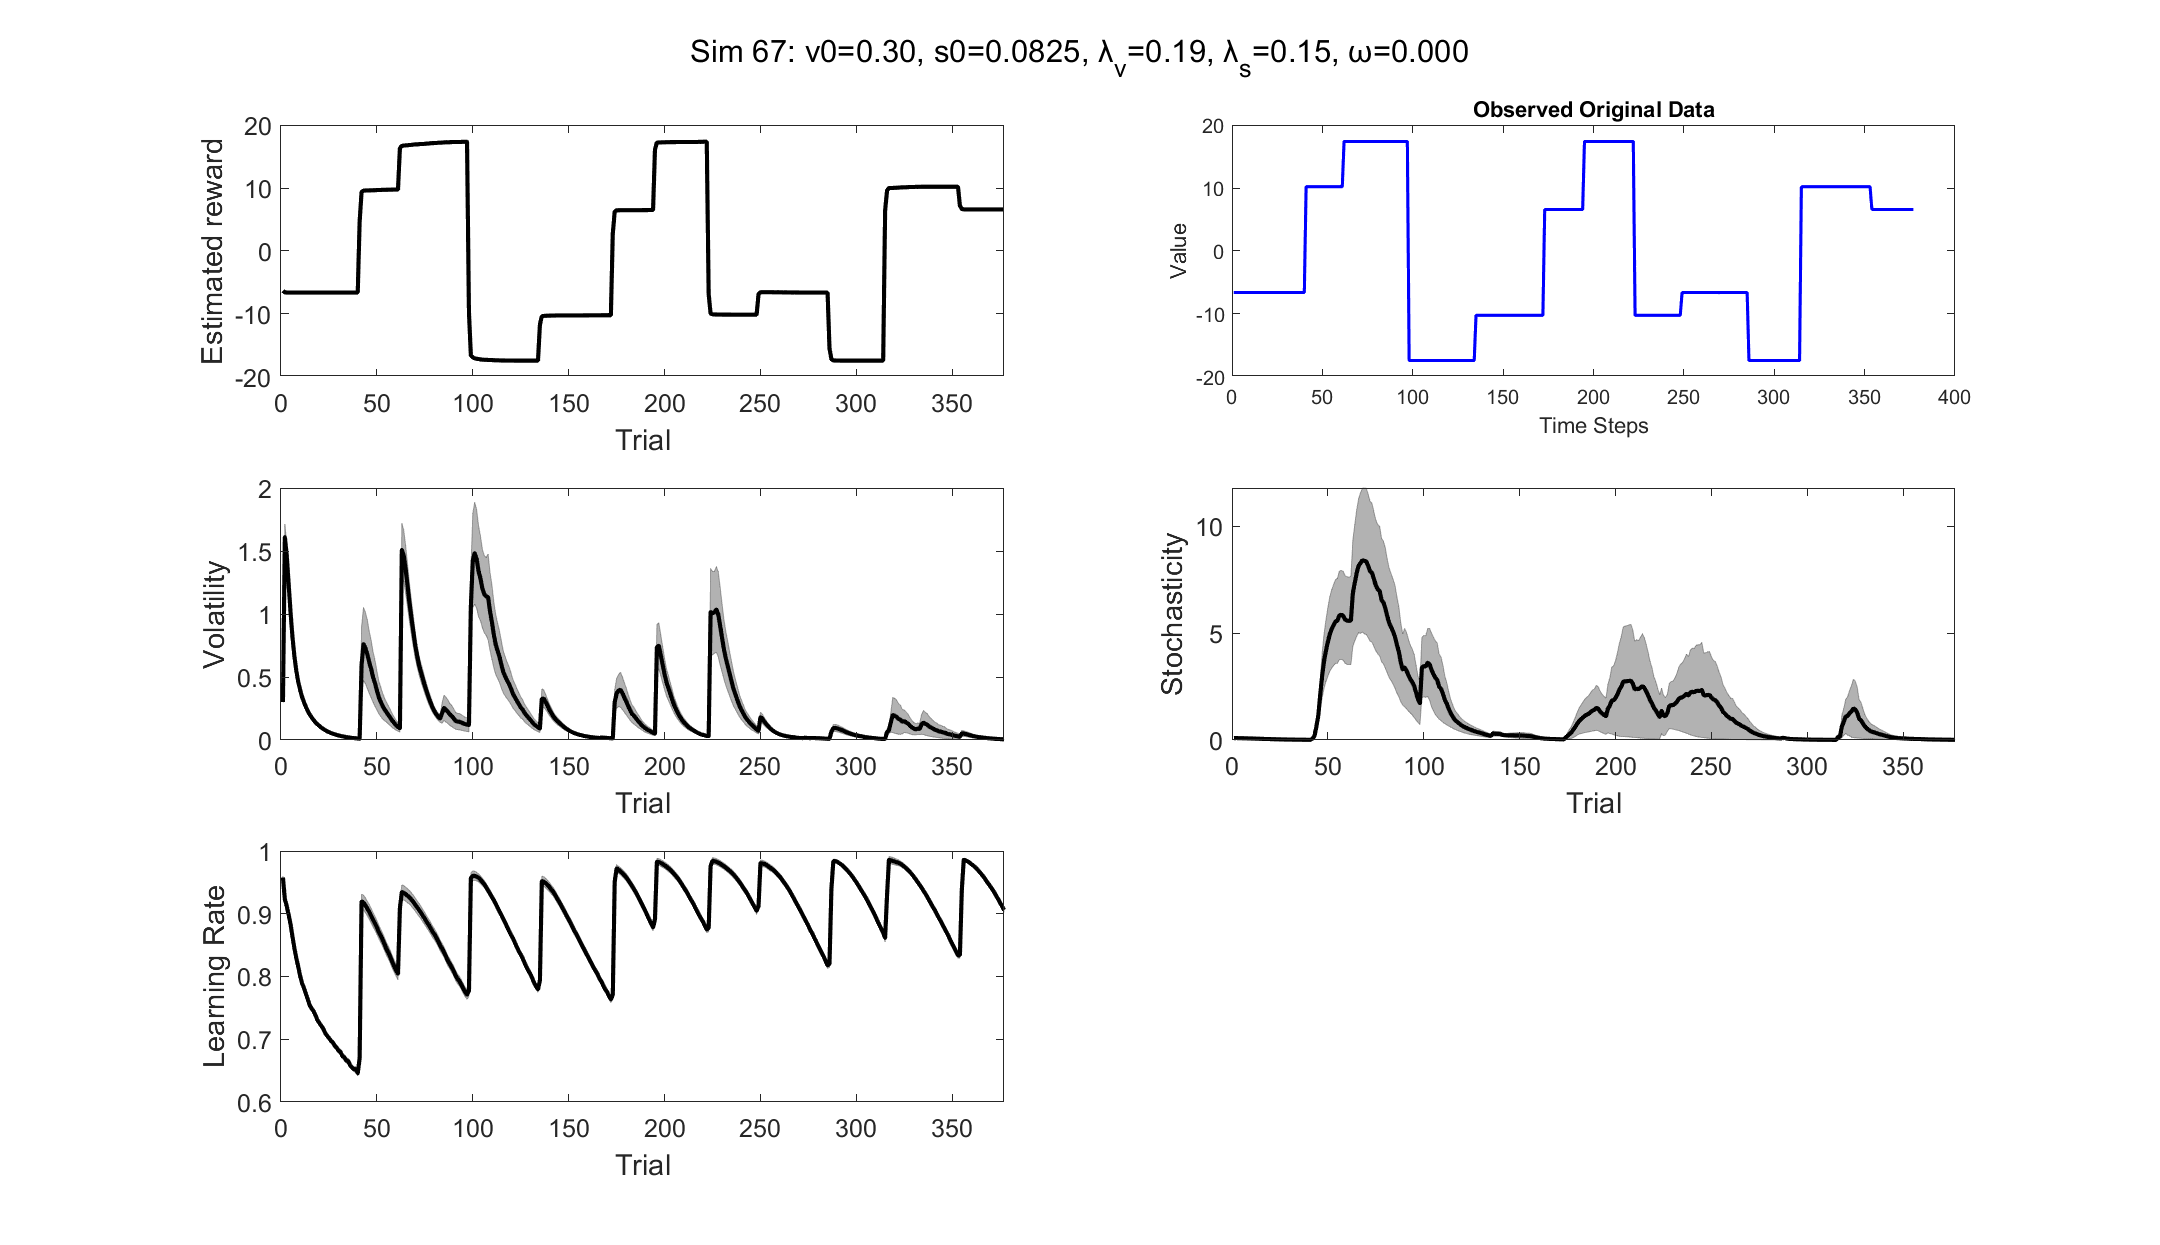 Sim 67: v0=0.30, s0=0.0825, λv=0.19, λs=0.15, ω=0.000
Estimated reward
20
10
0
-10
-20
0 50 100 150 200 250 300 350
Trial
Observed Original Data
Value
20
10
0
-10
-20
0 50 100 150 200 250 300 350 400
Time Steps
Volatility
2
1.5
1
0.5
0
0 50 100 150 200 250 300 350
Trial
Stochasticity
10
5
0
0 50 100 150 200 250 300 350
Trial
Learning Rate
1
0.9
0.8
0.7
0.6
0 50 100 150 200 250 300 350
Trial